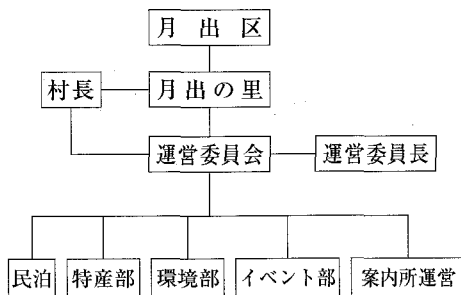 月出区
村長 月出の里
運営委員会 運営委員長
民泊 特産部 環境部 イベント部 案内所運営